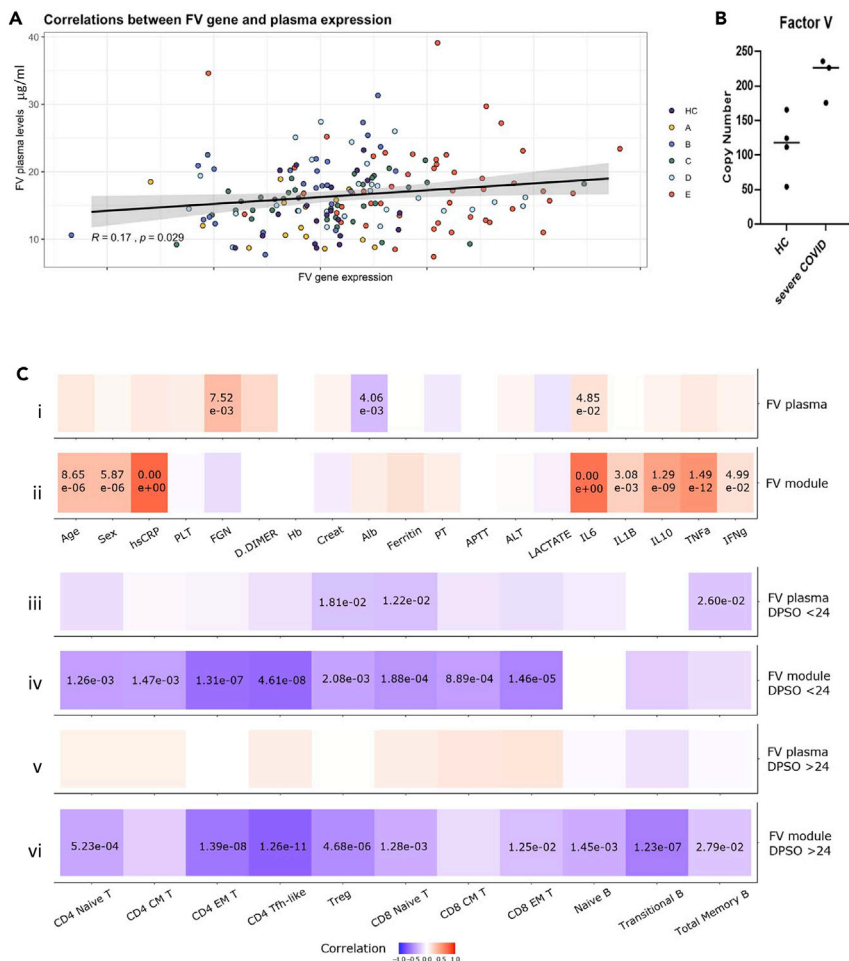 A
Correlations between FV gene and plasma expression
FV plasma levels µg/ml
40
30
20
10
R = 0.17 , p = 0.029
FV gene expression
HC
A
B
C
D
E
B
Factor V
Copy Number
250
200
150
100
50
0
HC
severe COVID
C
i
7.52
e-03
4.06
e-03
4.85
e-02
FV plasma
ii
8.65
e-06
5.87
e-06
0.00
e+00
0.00
e+00
3.08
e-03
1.29
e-09
1.49
e-12
4.99
e-02
FV module
Age
Sex
hsCRP
PLT
FGN
D.DIMER
Hb
Creat
Alb
Ferritin
PT
APTT
ALT
LACTATE
IL6
IL1B
IL10
TNFa
IFNg
iii
1.81e-02
1.22e-02
2.60e-02
FV plasma
DPSO <24
iv
1.26e-03
1.47e-03
1.31e-07
4.61e-08
2.08e-03
1.88e-04
8.89e-04
1.46e-05
FV module
DPSO <24
v
FV plasma
DPSO >24
vi
5.23e-04
1.39e-08
1.26e-11
4.68e-06
1.28e-03
1.25e-02
1.45e-03
1.23e-07
2.79e-02
FV module
DPSO >24
CD4 Naive T
CD4 CM T
CD4 EM T
CD4 Tfh-like
Treg
CD8 Naive T
CD8 CM T
CD8 EM T
Naive B
Transitional B
Total Memory B
Correlation
-1.0-0.5 0.0 0.5 1.0